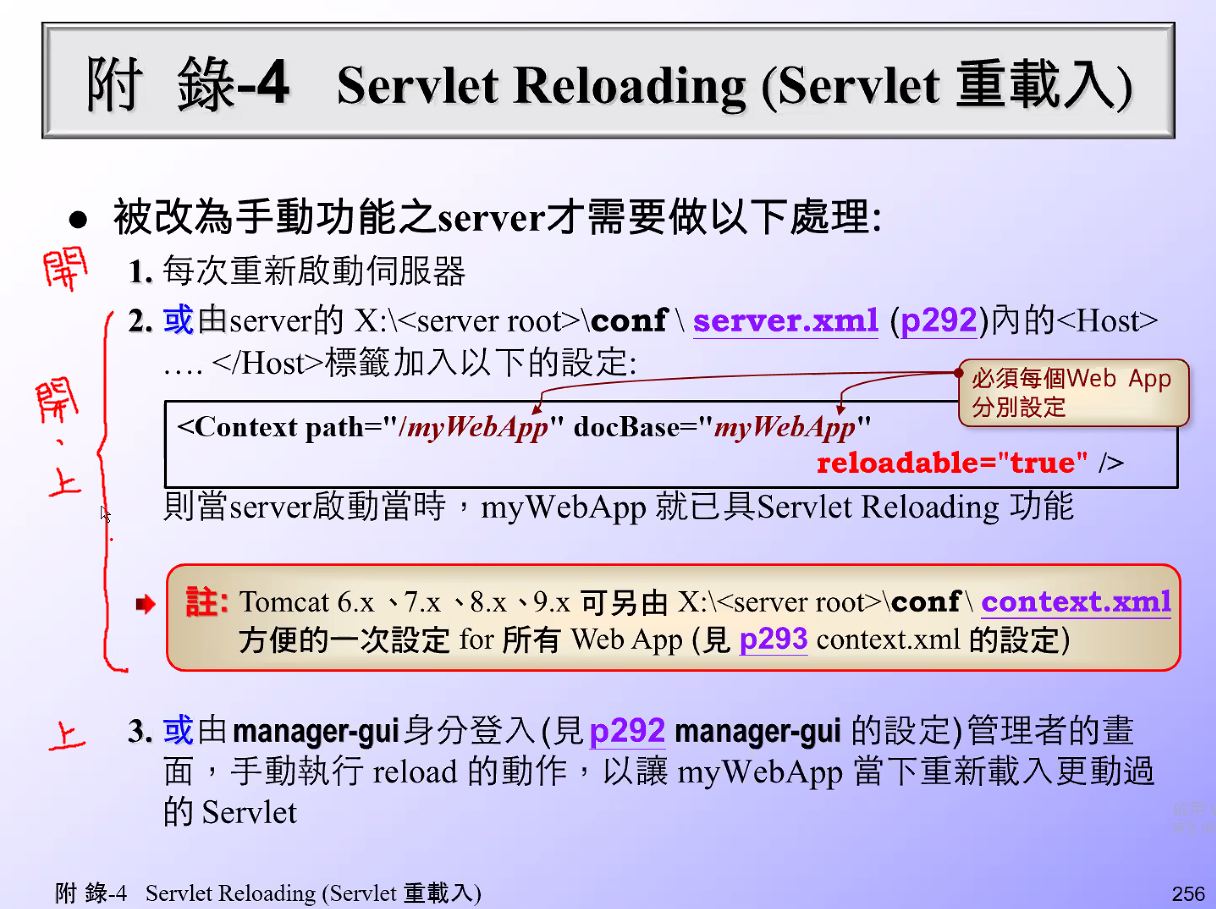 附 錄-4 Servlet Reloading (Servlet 重載入)
● 被改為手動功能之server才需要做以下處理:
開
1. 每次重新啟動伺服器
2. 或由server的 X:\<server root>\conf \ server.xml (p292)內的<Host>
…. </Host>標籤加入以下的設定:
必須每個Web App
分別設定
開、上
<Context path="/myWebApp" docBase="myWebApp"
reloadable="true" />
則當server啟動當時，myWebApp 就已具Servlet Reloading 功能
註: Tomcat 6.x、7.x、8.x、9.x 可另由 X:\<server root>\conf \ context.xml
方便的一次設定 for 所有 Web App (見 p293 context.xml 的設定)
上
3. 或由manager-gui身分登入(見p292 manager-gui 的設定)管理者的畫
面，手動執行 reload 的動作，以讓 myWebApp 當下重新載入更動過
的 Servlet
附 錄-4 Servlet Reloading (Servlet 重載入)
256